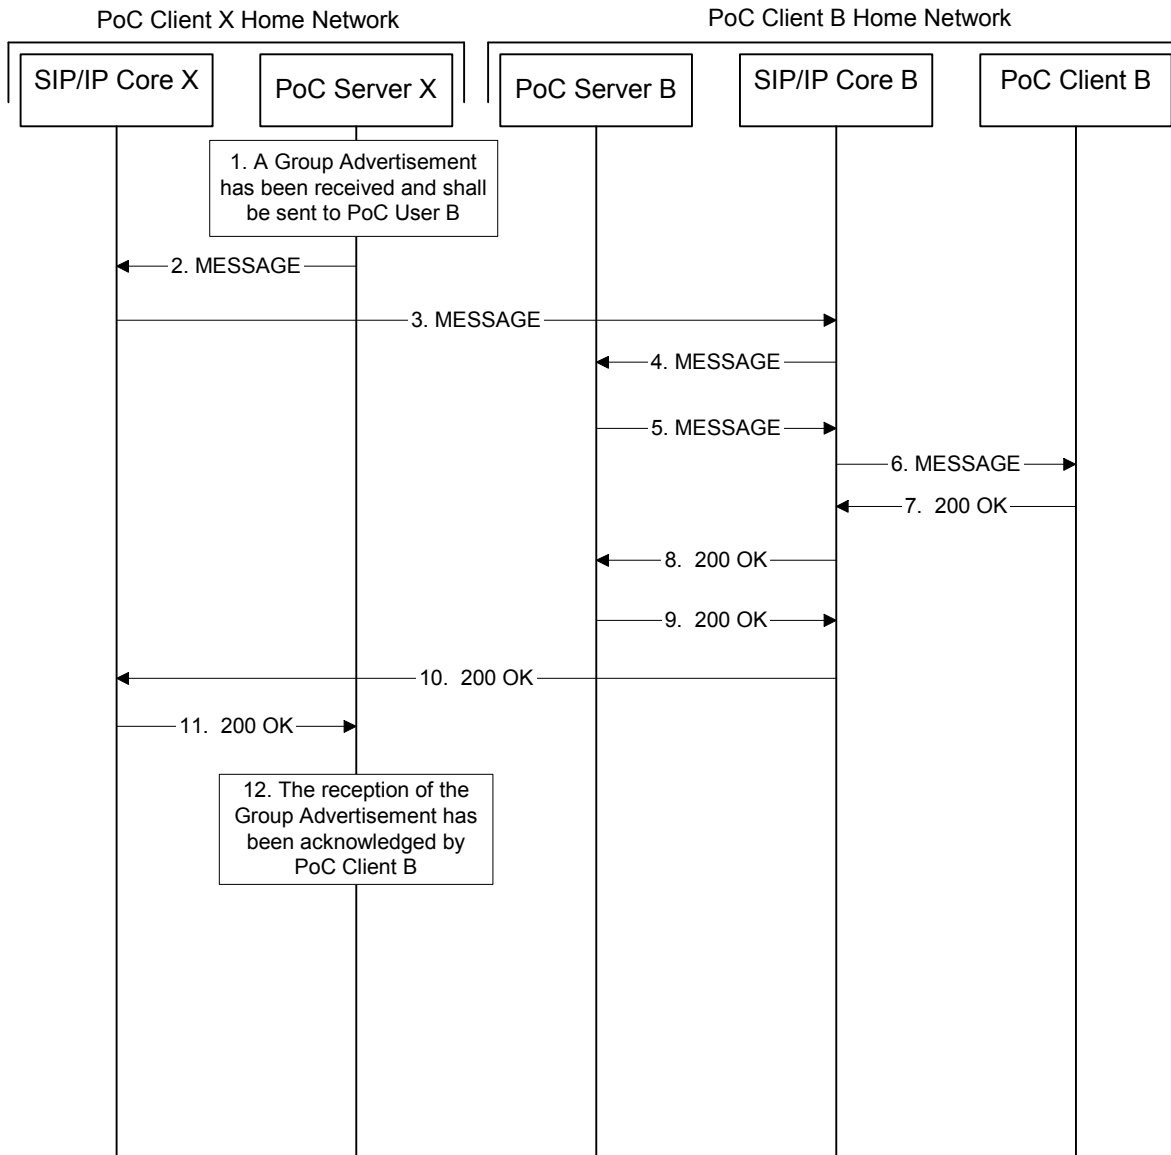 PoC Client X Home Network
PoC Client B Home Network
SIP/IP Core X
PoC Server X
PoC Server B
SIP/IP Core B
PoC Client B
1. A Group Advertisement
has been received and shall
be sent to PoC User B
2. MESSAGE
3. MESSAGE
4. MESSAGE
5. MESSAGE
6. MESSAGE
7.  200 OK
8.  200 OK
9.  200 OK
10.  200 OK
11.  200 OK
12. The reception of the
Group Advertisement has
been acknowledged by
PoC Client B